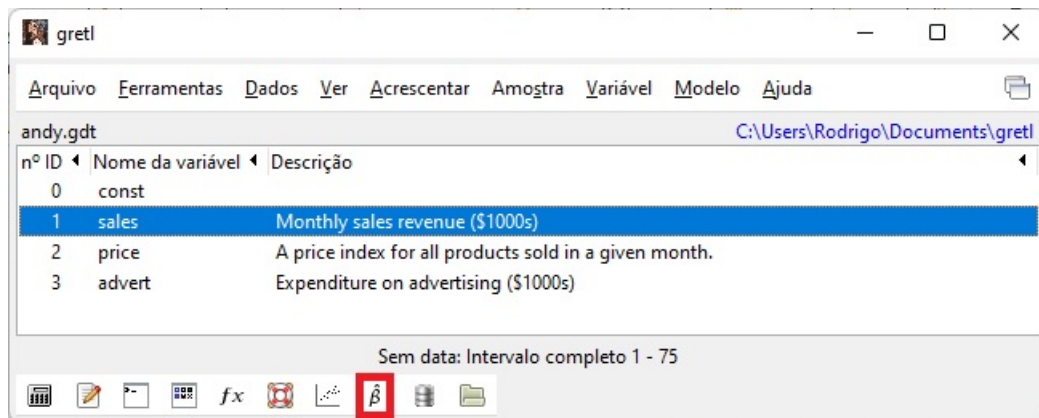 gretl
Arquivo Ferramentas Dados Ver Acrescentar Amostra Variável Modelo Ajuda
andy.gdt C:\Users\Rodrigo\Documents\gretl
nº ID Nome da variável Descrição
0 const
1 sales Monthly sales revenue ($1000s)
2 price A price index for all products sold in a given month.
3 advert Expenditure on advertising ($1000s)
Sem data: Intervalo completo 1 - 75
fx β̂